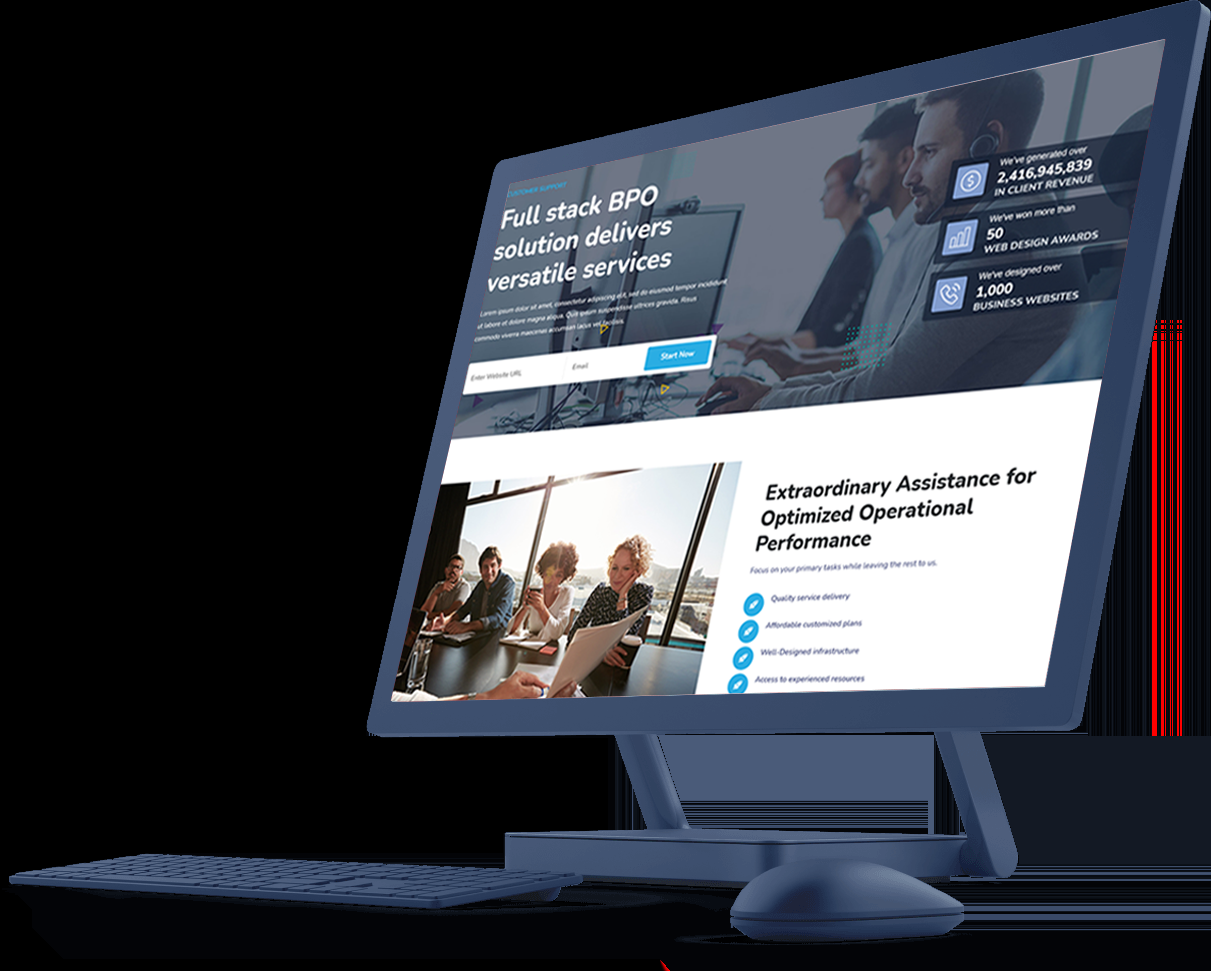 CUSTOMER SUPPORT
Full stack BPO
solution delivers
versatile services
Lorem ipsum dolor sit amet, consectetur adipiscing elit, sed do eiusmod tempor incididunt
ut labore et dolore magna aliqua. Quis ipsum suspendisse ultrices gravida. Risus
commodo viverra maecenas accumsan lacus vel facilisis.
Enter Website URL
Email
Start Now
We've generated over
2,416,945,839
IN CLIENT REVENUE
We've won more than
50
WEB DESIGN AWARDS
We've designed over
1,000
BUSINESS WEBSITES
Extraordinary Assistance for
Optimized Operational
Performance
Focus on your primary tasks while leaving the rest to us.
Quality service delivery
Affordable customized plans
Well-Designed infrastructure
Access to experienced resources